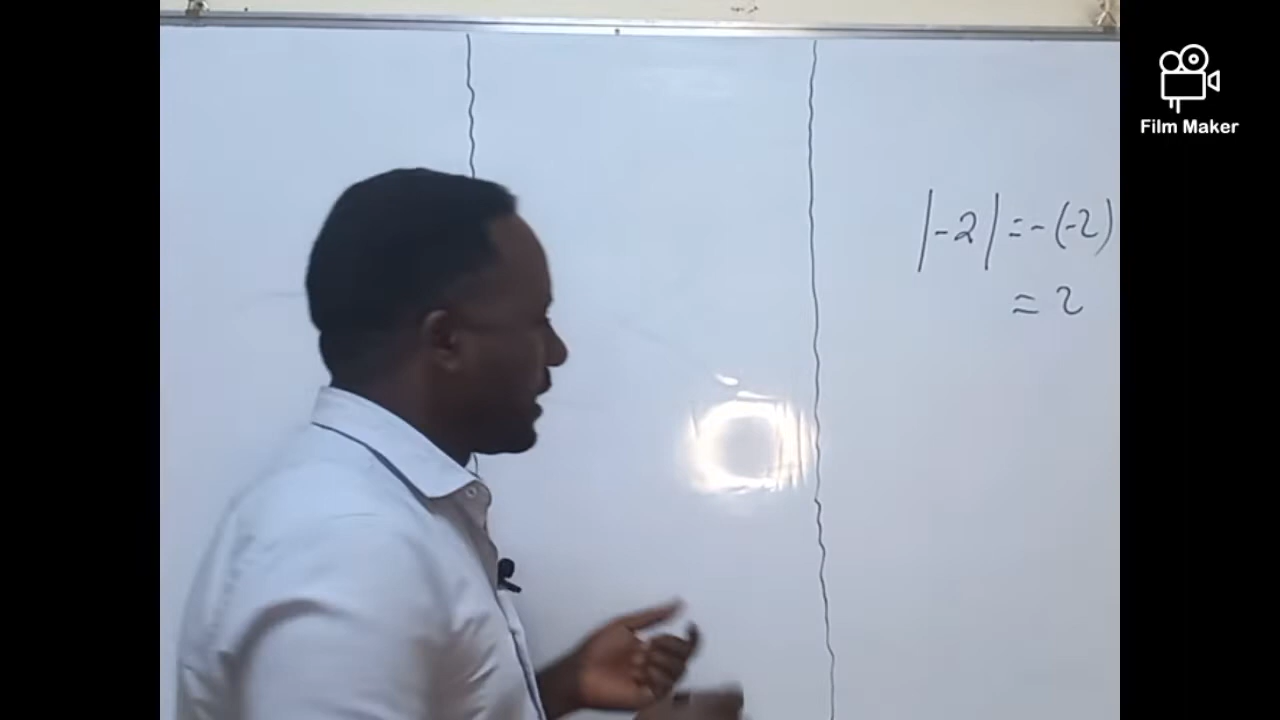 |-2| = -(-2)
= 2
Film Maker